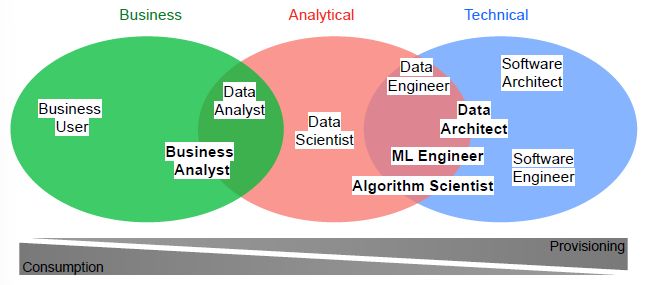 Business
Analytical
Technical
Business
User
Data
Analyst
Business
Analyst
Data
Scientist
Data
Engineer
Data
Architect
ML Engineer
Algorithm Scientist
Software
Architect
Software
Engineer
Provisioning
Consumption